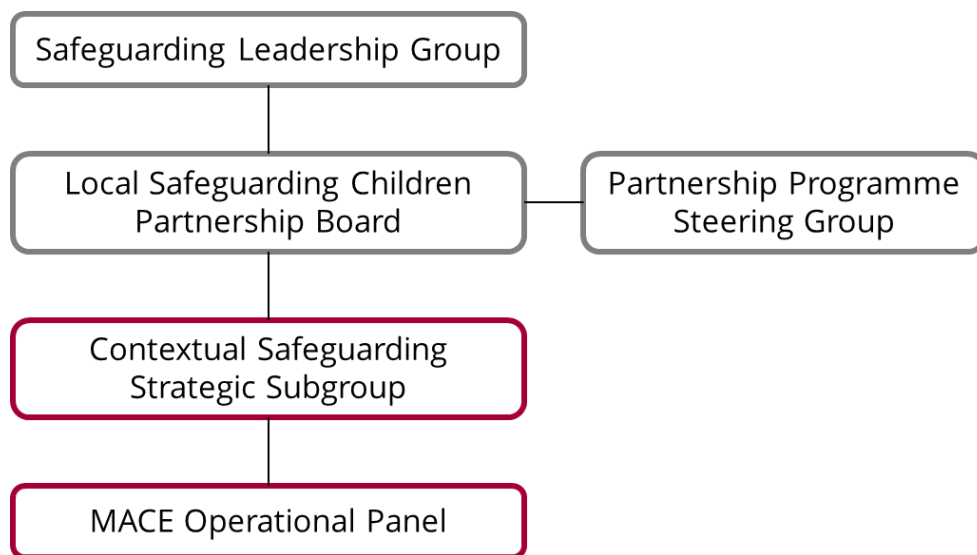 Safeguarding Leadership Group
Local Safeguarding Children
Partnership Board
Partnership Programme
Steering Group
Contextual Safeguarding
Strategic Subgroup
MACE Operational Panel